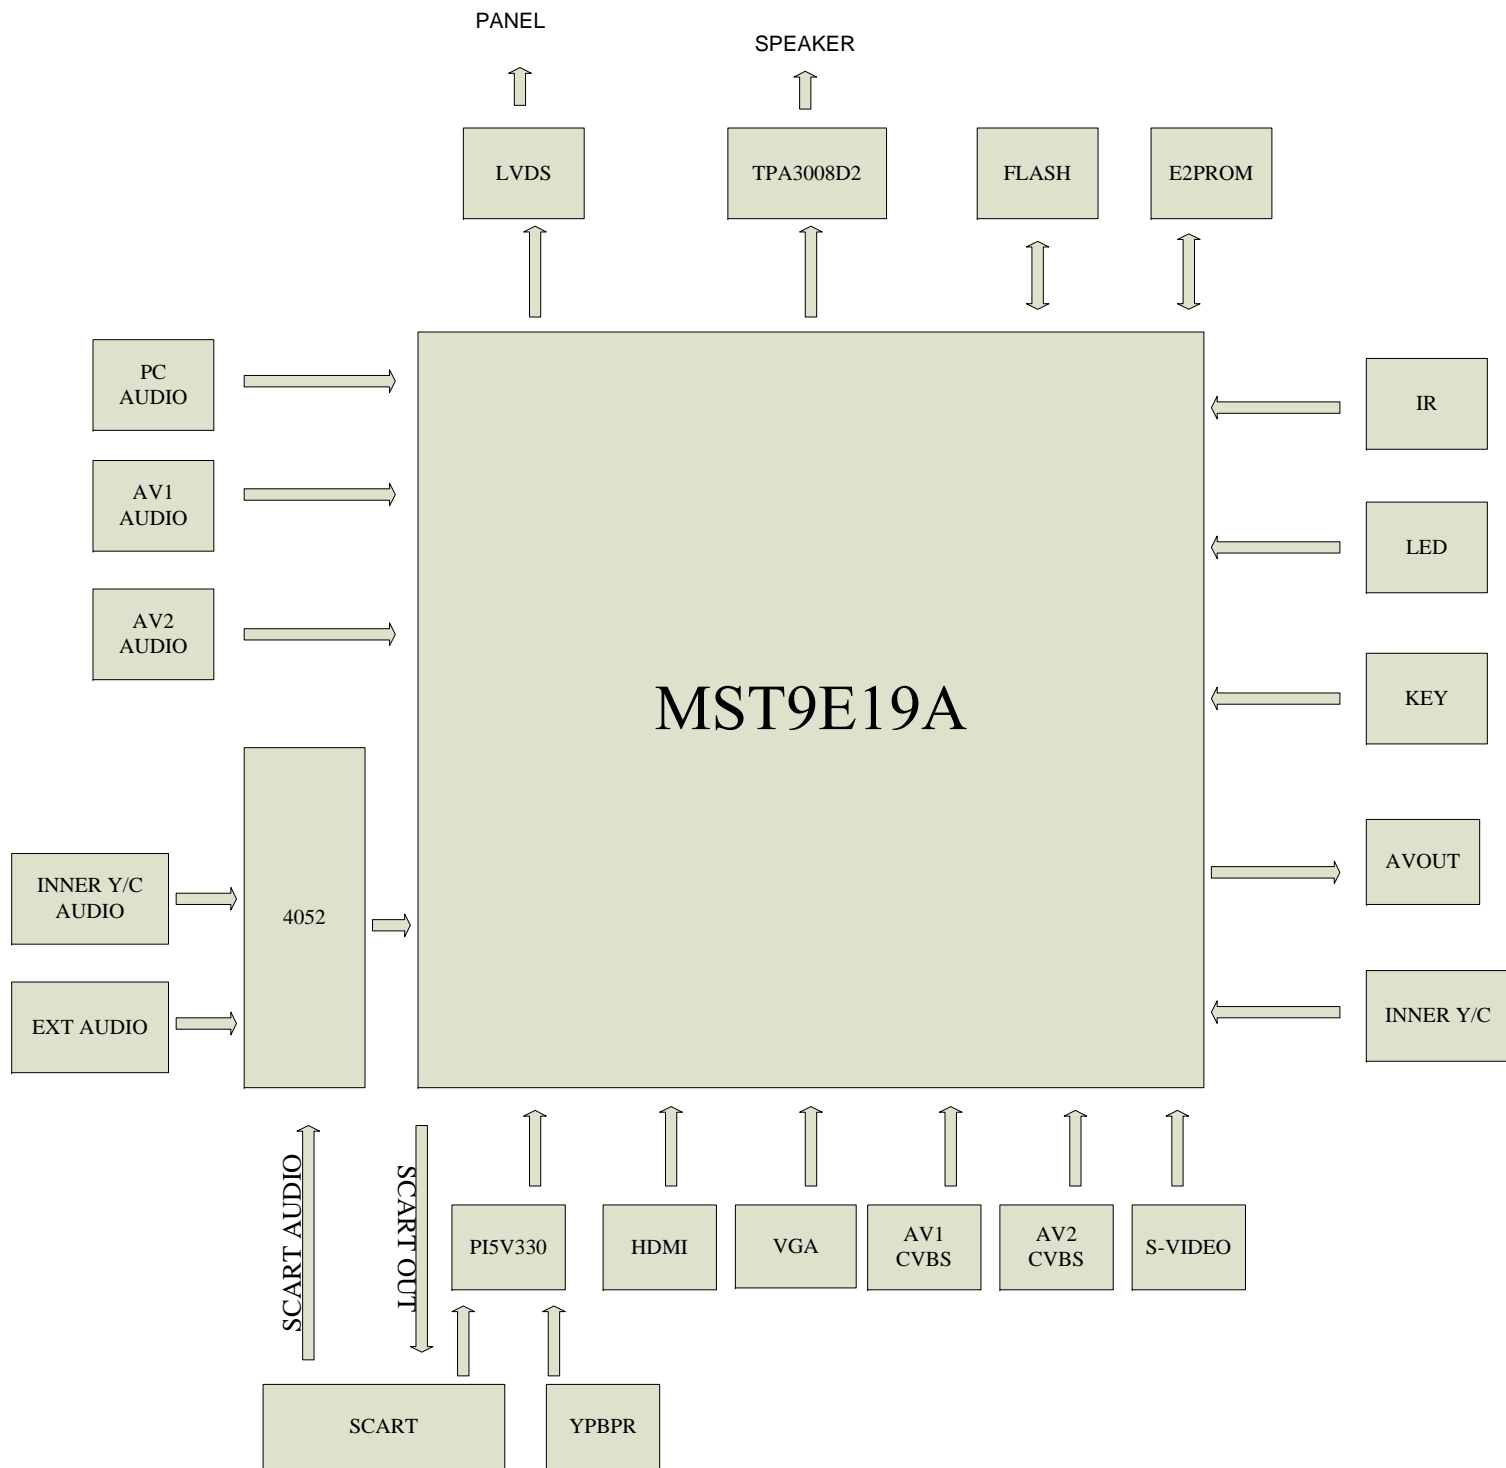 PANEL
SPEAKER
LVDS
TPA3008D2
FLASH
E2PROM
PC
AUDIO
IR
AV1
AUDIO
LED
AV2
AUDIO
KEY
MST9E19A
INNER Y/C
AUDIO
4052
AVOUT
EXT AUDIO
INNER Y/C
SCART AUDIO
SCART OUT
PI5V330
HDMI
VGA
AV1
CVBS
AV2
CVBS
S-VIDEO
SCART
YPBPR